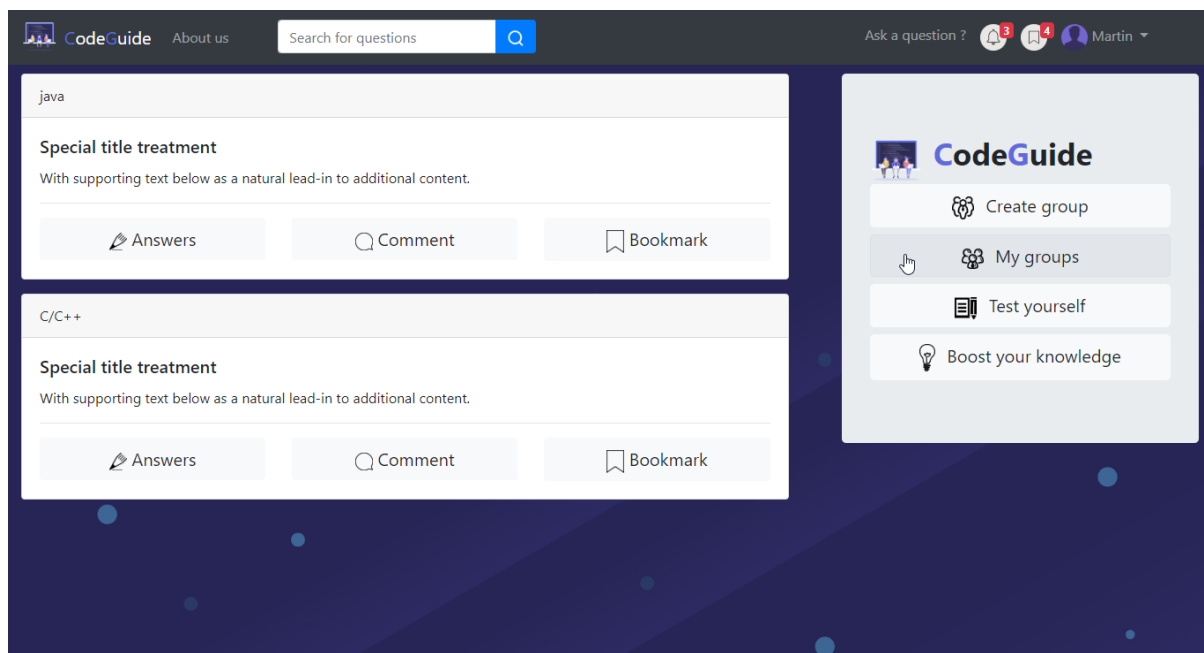 CodeGuide About us Search for questions Ask a question ? 3 4 Martin
java
Special title treatment
With supporting text below as a natural lead-in to additional content.
Answers Comment Bookmark
C/C++
Special title treatment
With supporting text below as a natural lead-in to additional content.
Answers Comment Bookmark
CodeGuide
Create group
My groups
Test yourself
Boost your knowledge